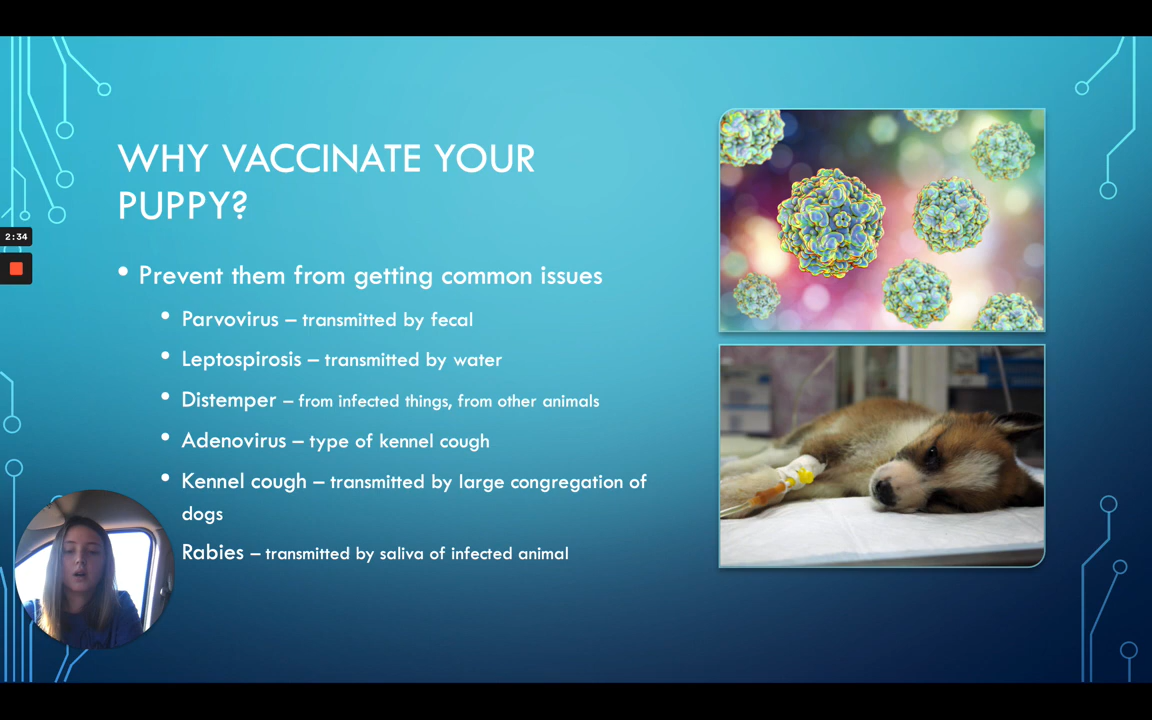 WHY VACCINATE YOUR
PUPPY?
2:34
• Prevent them from getting common issues
• Parvovirus – transmitted by fecal
• Leptospirosis – transmitted by water
• Distemper – from infected things, from other animals
• Adenovirus – type of kennel cough
• Kennel cough – transmitted by large congregation of
dogs
Rabies – transmitted by saliva of infected animal